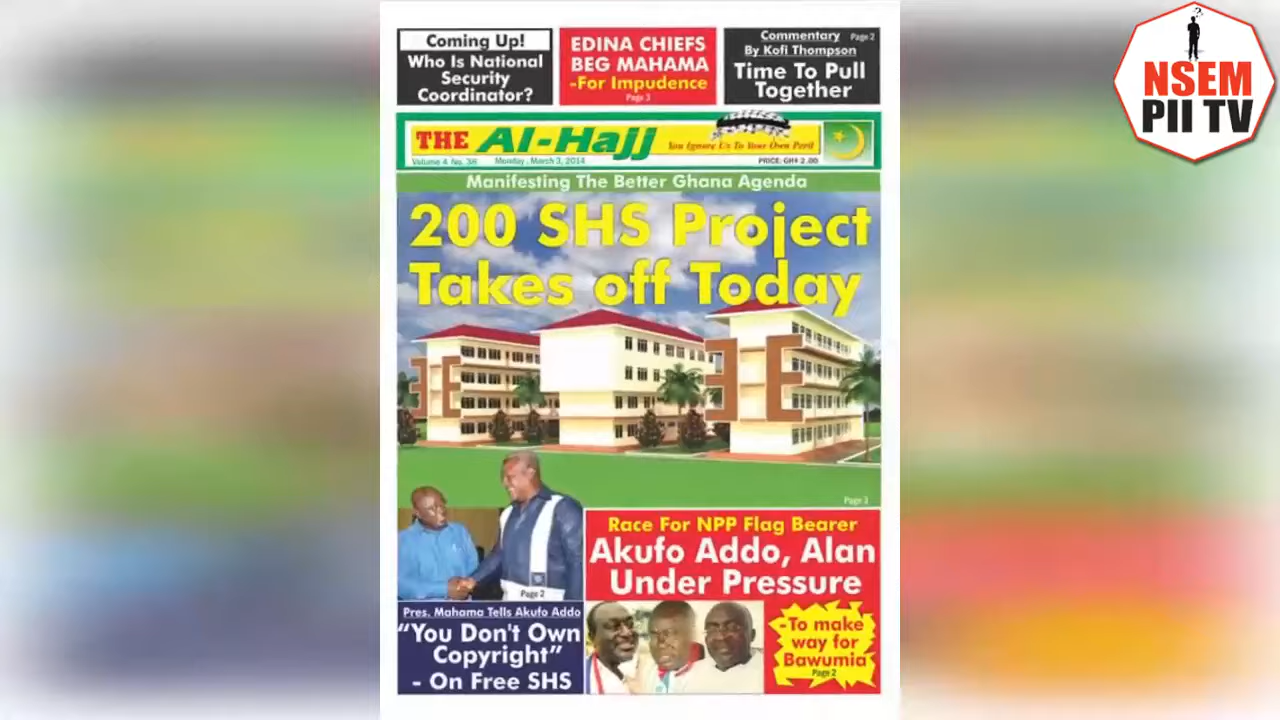 Coming Up!
Who Is National
Security
Coordinator?
EDINA CHIEFS
BEG MAHAMA
-For Impudence
Page 3
Commentary Page 2
By Kofi Thompson
Time To Pull
Together
NSEM
PII TV
THE Al-Hajj
You Ignore Us To Your Own Peril
Volume 4 No. 38 Monday, March 3, 2014 PRICE: GH¢ 2.00
Manifesting The Better Ghana Agenda
200 SHS Project
Takes off Today
Page 3
Page 2
Pres. Mahama Tells Akufo Addo
"You Don't Own
Copyright"
- On Free SHS
Race For NPP Flag Bearer
Akufo Addo, Alan
Under Pressure
-To make
way for
Bawumia
Page 2